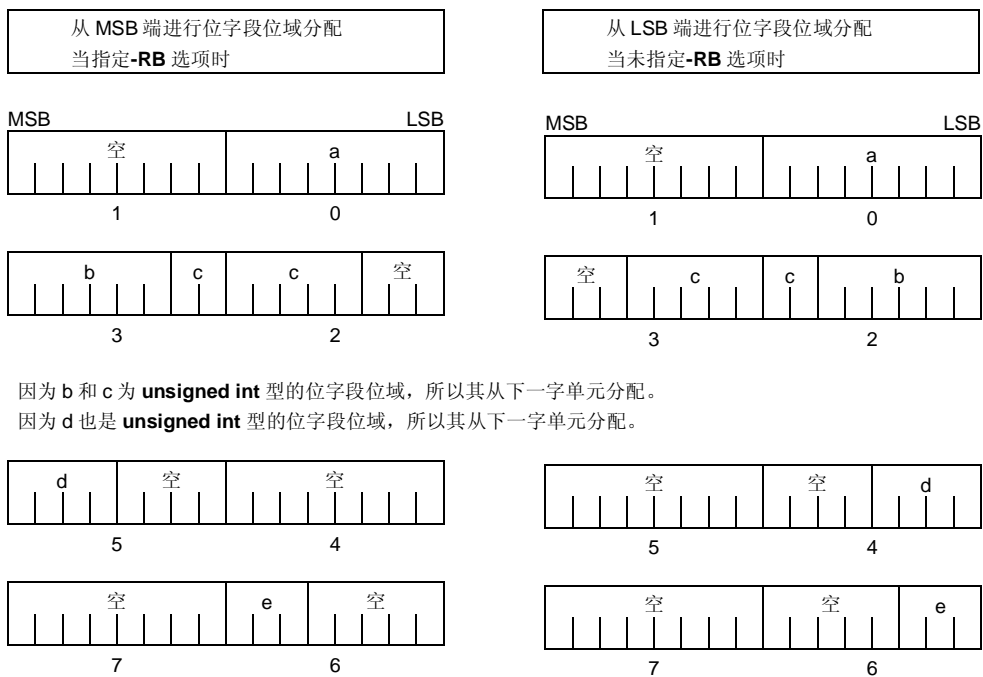 从 MSB 端进行位字段位域分配
当指定-RB 选项时
从 LSB 端进行位字段位域分配
当未指定-RB 选项时
MSB LSB
空 a
1 0
MSB LSB
空 a
1 0
b c c 空
3 2
空 c c b
3 2
因为 b 和 c 为 unsigned int 型的位字段位域，所以其从下一字单元分配。
因为 d 也是 unsigned int 型的位字段位域，所以其从下一字单元分配。
d 空 空
5 4
空 空 d
5 4
空 e 空
7 6
空 空 e
7 6